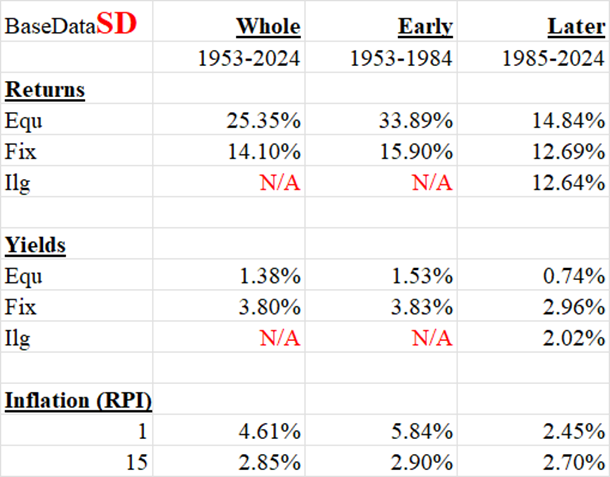 BaseDataSD Whole Early Later
1953-2024 1953-1984 1985-2024
Returns
Equ 25.35% 33.89% 14.84%
Fix 14.10% 15.90% 12.69%
Ilg N/A N/A 12.64%
Yields
Equ 1.38% 1.53% 0.74%
Fix 3.80% 3.83% 2.96%
Ilg N/A N/A 2.02%
Inflation (RPI)
1 4.61% 5.84% 2.45%
15 2.85% 2.90% 2.70%